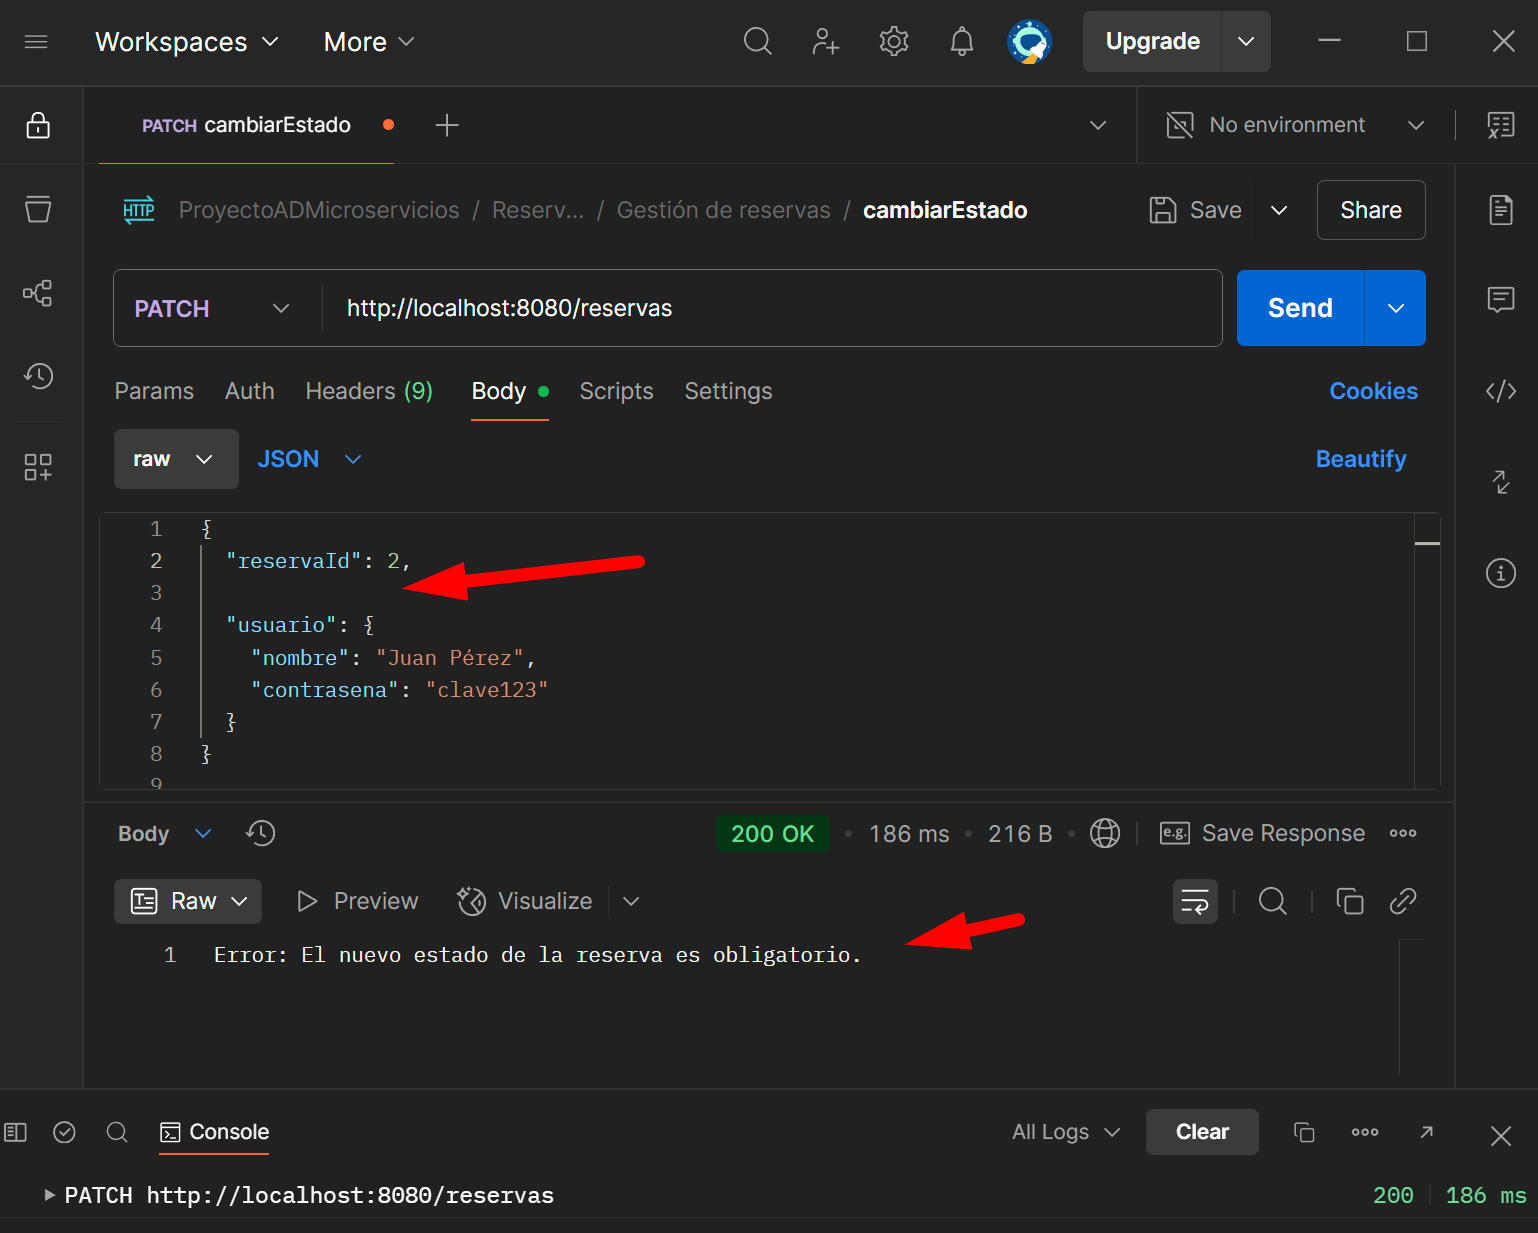 Workspaces More Upgrade
PATCH cambiarEstado No environment
HTTP ProyectoADMicroservicios / Reserv... / Gestión de reservas / cambiarEstado Save Share
PATCH http://localhost:8080/reservas Send
Params Auth Headers (9) Body Scripts Settings Cookies
raw JSON Beautify
1 {
2 "reservaId": 2,
3
4 "usuario": {
5 "nombre": "Juan Pérez",
6 "contrasena": "clave123"
7 }
8 }
9
Body 200 OK 186 ms 216 B e.g. Save Response
Raw Preview Visualize
1 Error: El nuevo estado de la reserva es obligatorio.
Console All Logs Clear
PATCH http://localhost:8080/reservas 200 186 ms